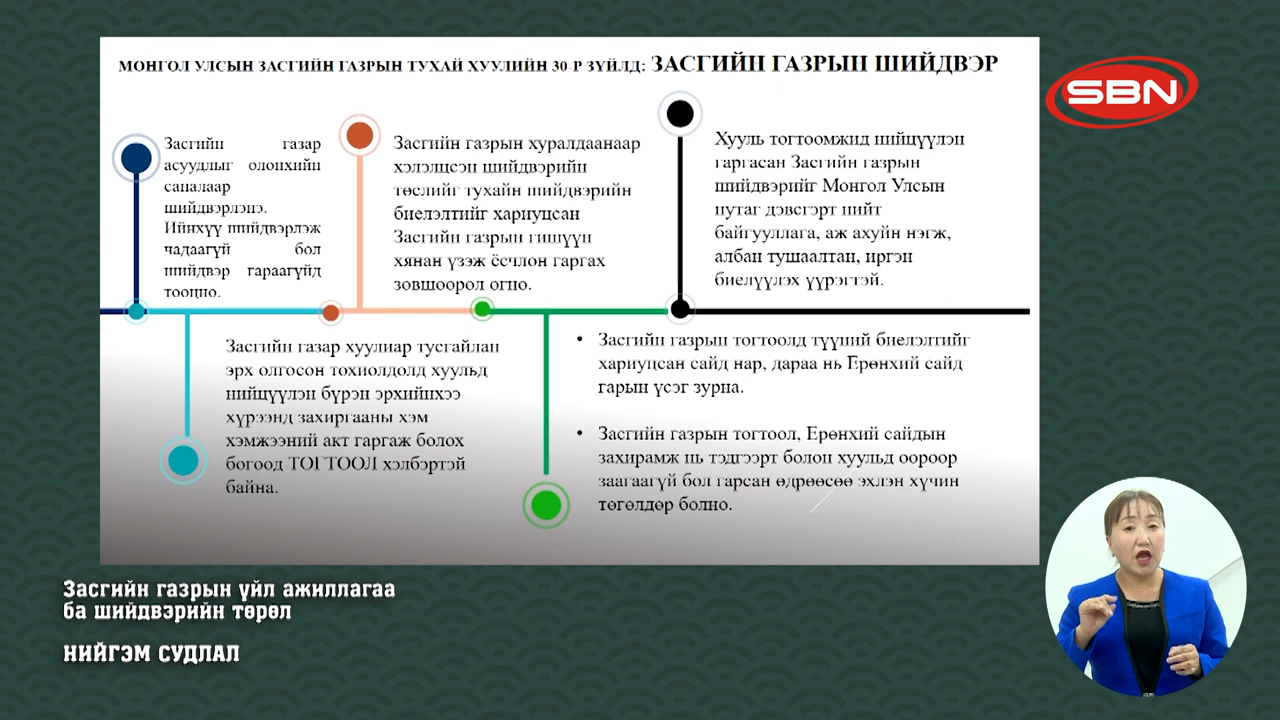 МОНГОЛ УЛСЫН ЗАСГИЙН ГАЗРЫН ТУХАЙ ХУУЛИЙН 30-Р ЗҮЙЛД: ЗАСГИЙН ГАЗРЫН ШИЙДВЭР
SBN
Засгийн газар
асуудлыг олонхийн
саналаар
шийдвэрлэнэ.
Ийнхүү шийдвэрлэж
чадаагүй бол
шийдвэр гараагүйд
тооцно.
Засгийн газрын хуралдаанаар
хэлэлцсэн шийдвэрийн
төслийг тухайн шийдвэрийн
биелэлтийг хариуцсан
Засгийн газрын гишүүн
хянан үзэж ёсчлон гаргах
зовшоорол огно.
Хууль тогтоомжид нийцүүлэн
гаргасан Засгийн газрын
шийдвэрийг Монгол Улсын
нутаг дэвсгэрт нийт
байгууллага, аж ахуйн нэгж,
албан тушаалтан, иргэн
биелүүлэх үүрэгтэй.
Засгийн газар хуулиар тусгайлан
эрх олгосон тохиолдолд хуульд
нийцүүлэн бүрэн эрхийнхээ
хүрээнд захиргааны хэм
хэмжээний акт гаргаж болох
богоод ТОГТООЛ хэлбэртэй
байна.
• Засгийн газрын тогтоолд түүний биелэлтийг
хариуцсан сайд нар, дараа нь Ерөнхий сайд
гарын үсэг зурна.
• Засгийн газрын тогтоол, Ерөнхий сайдын
захирамж нь тэдгээрт болон хуульд оороор
заагаагүй бол гарсан өдрөөсөө эхлэн хүчин
төгөлдөр болно.
Засгийн газрын үйл ажиллагаа
ба шийдвэрийн төрөл
НИЙГЭМ СУДЛАЛ